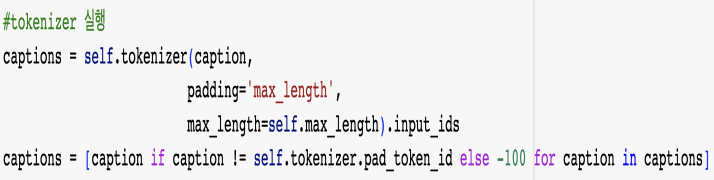 #tokenizer 실행
captions = self.tokenizer(caption,
padding='max_length',
max_length=self.max_length).input_ids
captions = [caption if caption != self.tokenizer.pad_token_id else -100 for caption in captions]